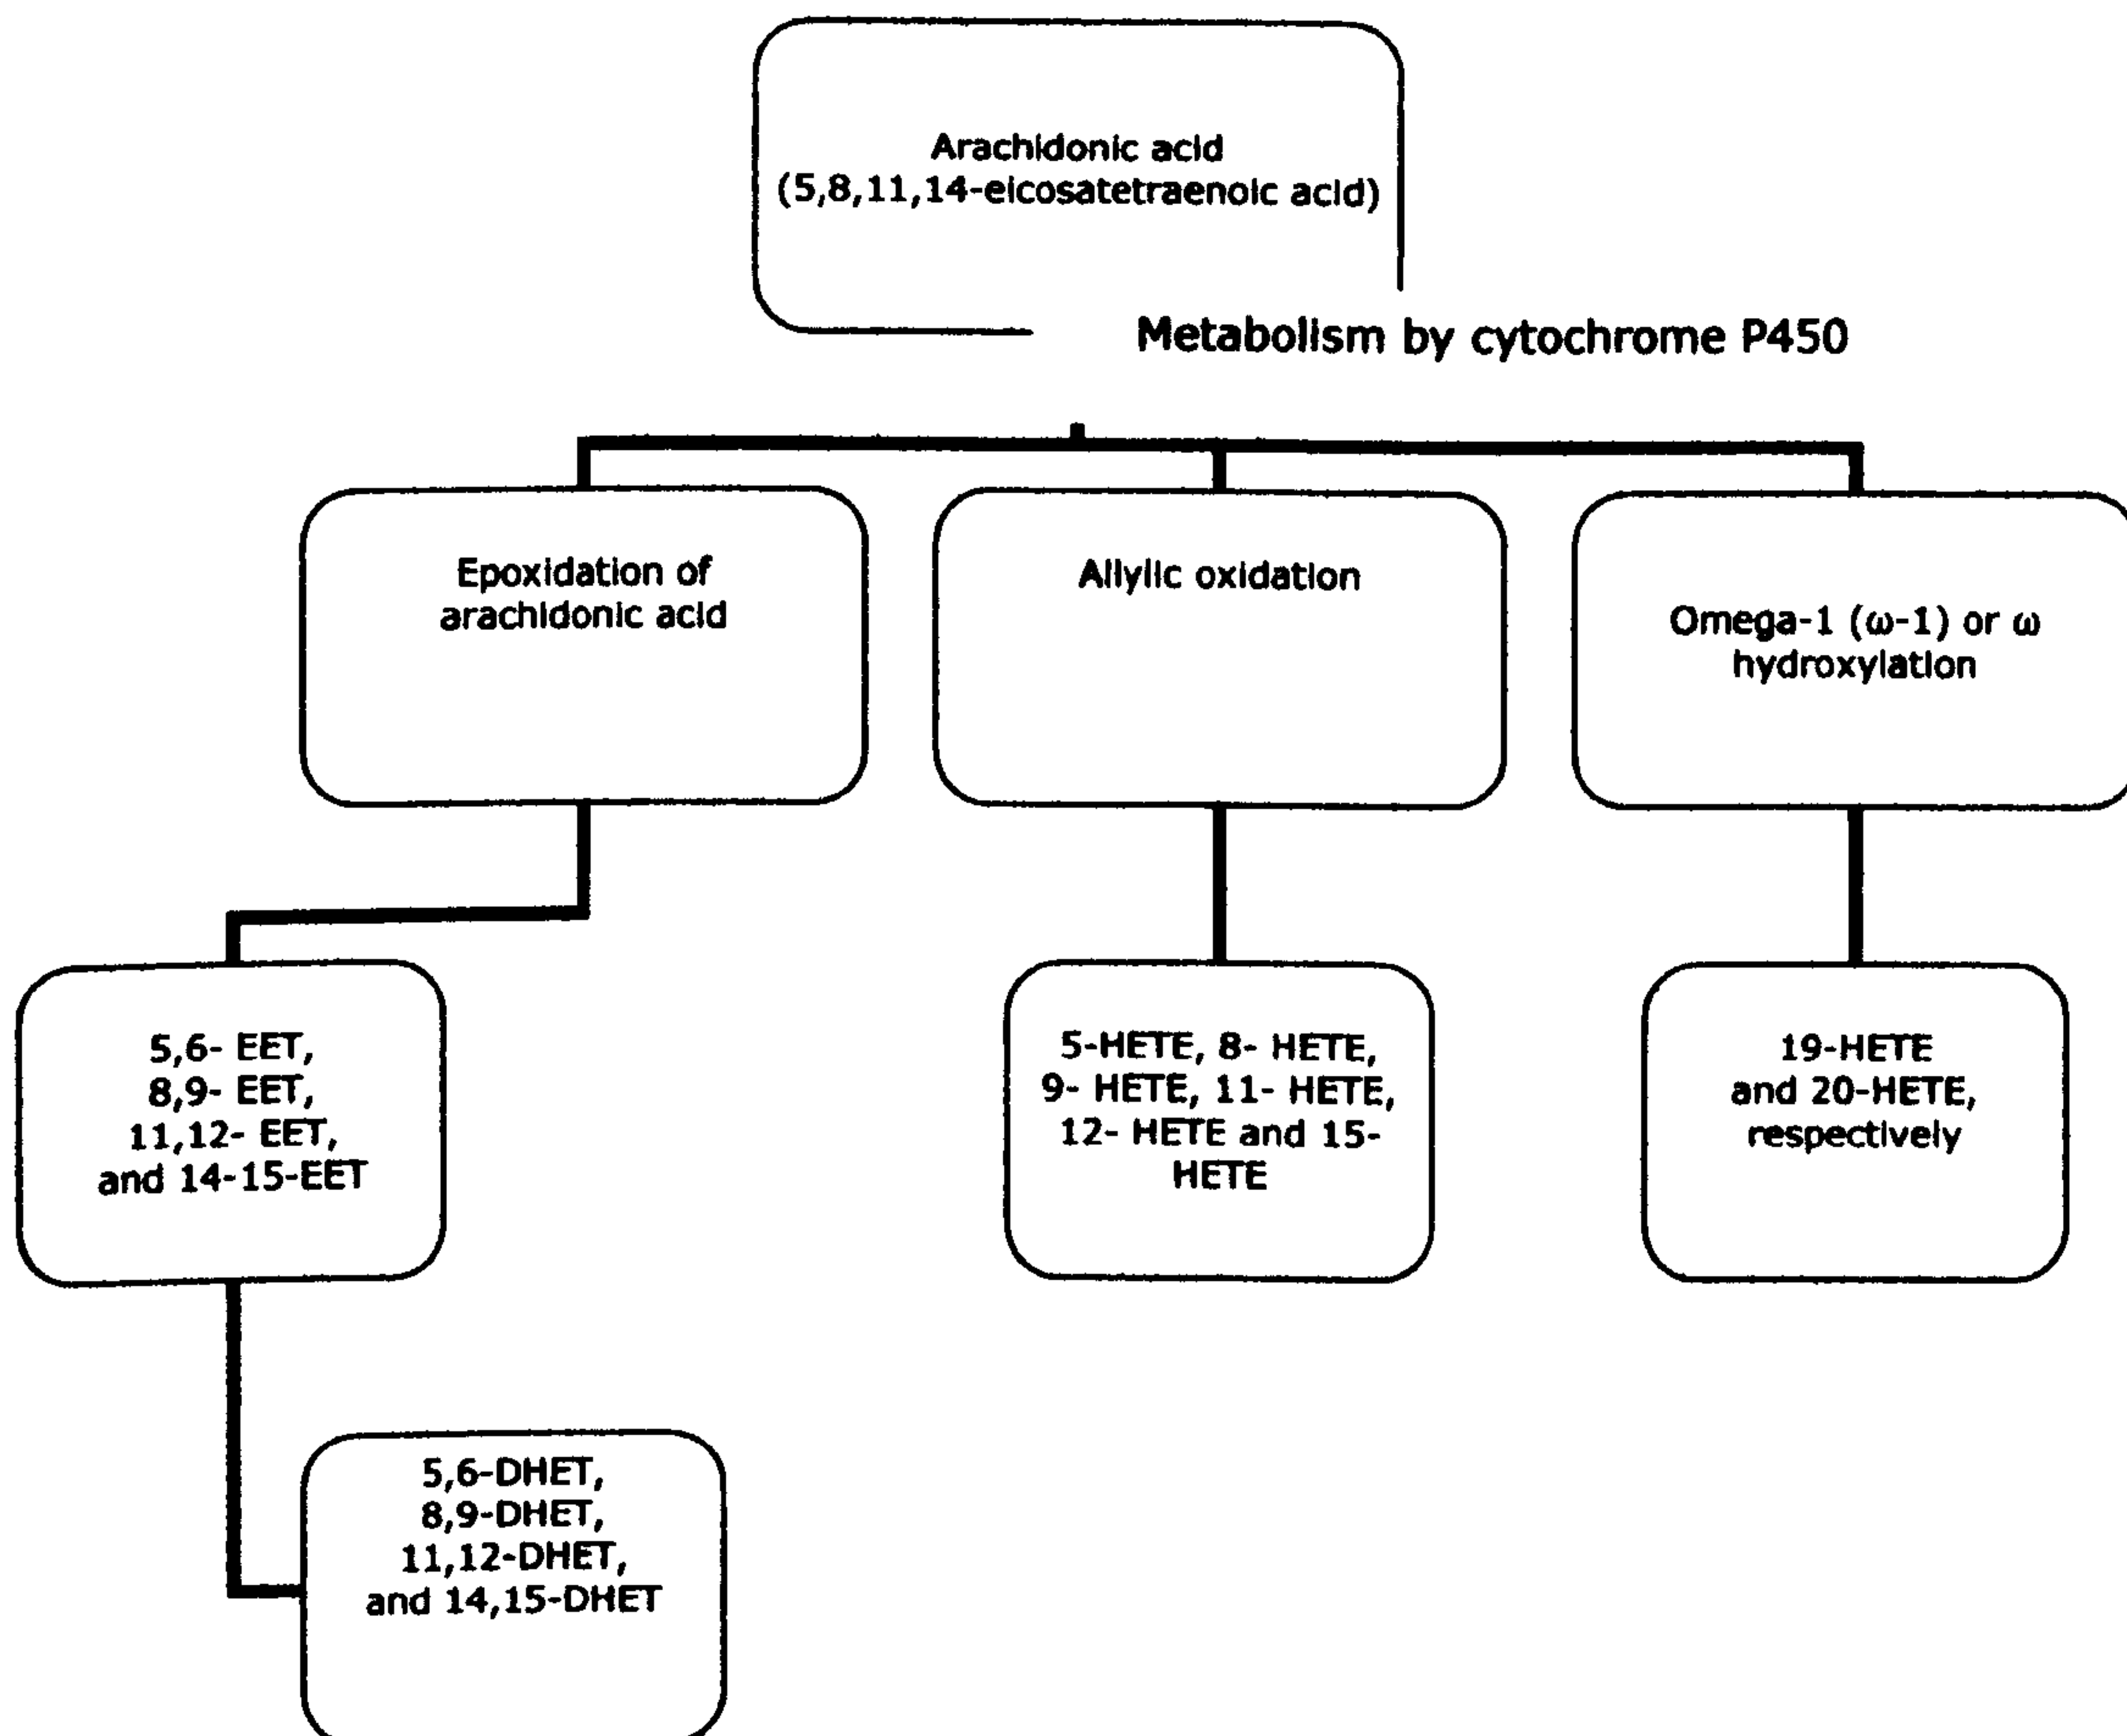 Arachidonic acid
(5,8,11,14-eicosatetraenoic acid)
Metabolism by cytochrome P450
Epoxidation of
arachidonic acid
Allylic oxidation
Omega-1 (ω-1) or ω
hydroxylation
5,6- EET,
8,9- EET,
11,12- EET,
and 14-15-EET
5-HETE, 8- HETE,
9- HETE, 11- HETE,
12- HETE and 15-
HETE
19-HETE
and 20-HETE,
respectively
5,6-DHET,
8,9-DHET,
11,12-DHET,
and 14,15-DHET